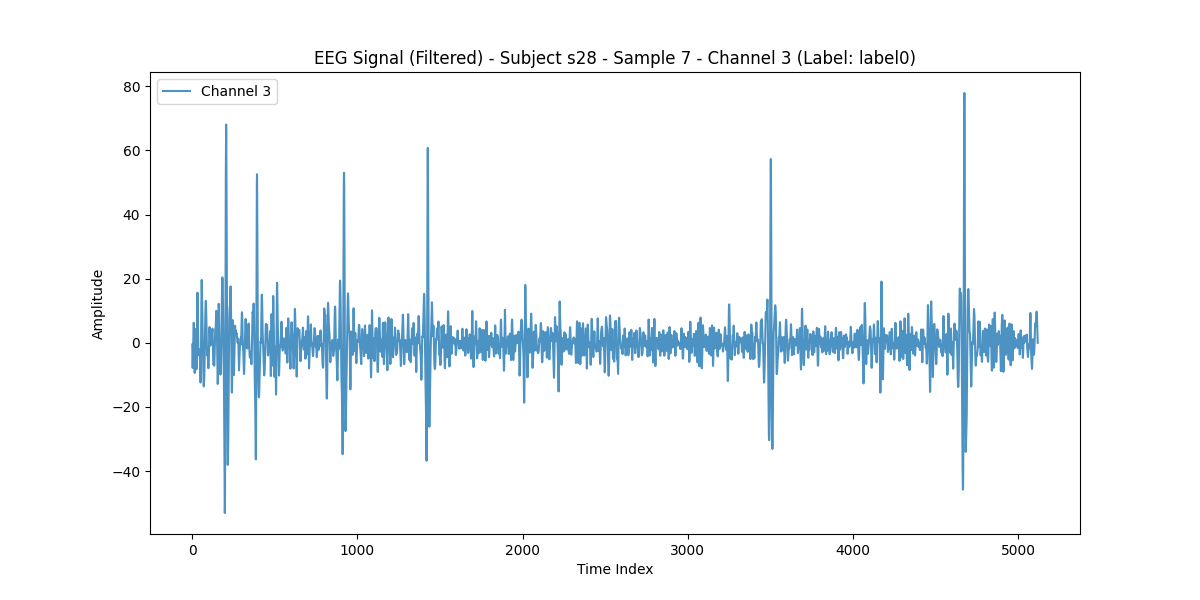 EEG Signal (Filtered) - Subject s28 - Sample 7 - Channel 3 (Label: label0)
Channel 3
80
60
40
20
0
−20
−40
Amplitude
0 1000 2000 3000 4000 5000
Time Index